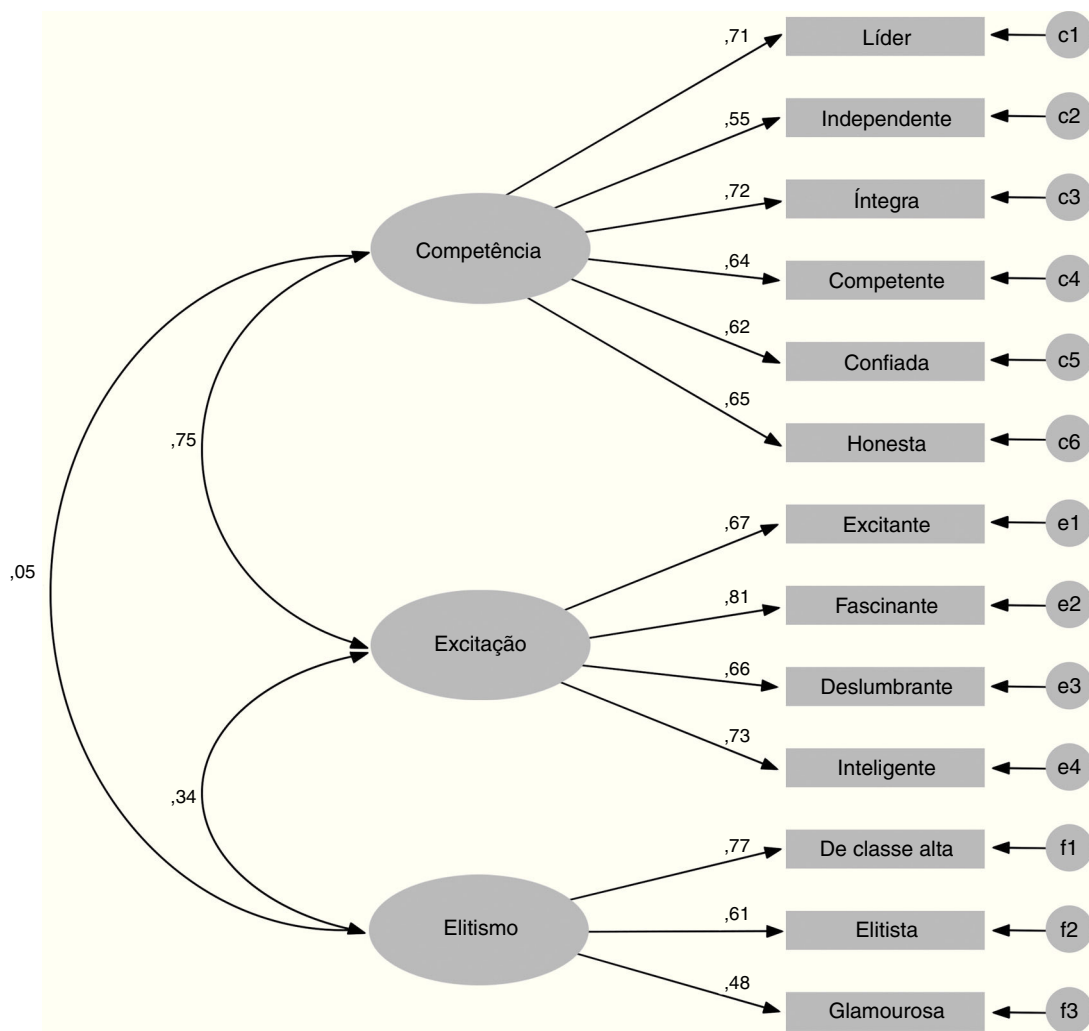 ,71
Líder
c1
,55
Independente
c2
,72
Íntegra
c3
Competência
,64
Competente
c4
,62
Confiada
c5
,65
Honesta
c6
,75
,67
Excitante
e1
,05
,81
Fascinante
e2
Excitação
,66
Deslumbrante
e3
,73
Inteligente
e4
,34
,77
De classe alta
f1
Elitismo
,61
Elitista
f2
,48
Glamourosa
f3